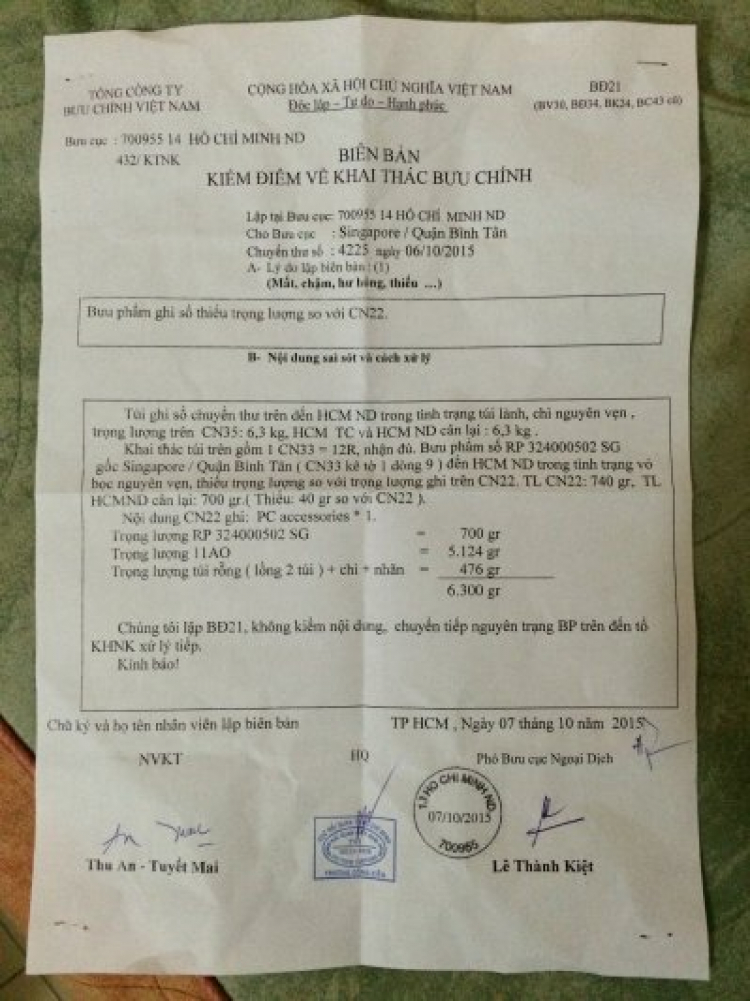 TỔNG CÔNG TY
BƯU CHÍNH VIỆT NAM
CỘNG HÒA XÃ HỘI CHỦ NGHĨA VIỆT NAM
Độc lập – Tự do – Hạnh phúc
BĐ21
(BV30, BĐ34, BK24, BC43 cũ)
Bưu cục : 700955 14 HỒ CHÍ MINH ND
432/ KTNK
BIÊN BẢN
KIỂM ĐIỂM VỀ KHAI THÁC BƯU CHÍNH
Lập tại Bưu cục: 700955 14 HỒ CHÍ MINH ND
Cho Bưu cục : Singapore / Quận Bình Tân
Chuyến thư số : 4225 ngày 06/10/2015
A- Lý do lập biên bản : (1)
(Mất, chậm, hư hỏng, thiếu ....)
Bưu phẩm ghi số thiếu trọng lượng so với CN22.
B- Nội dung sai sót và cách xử lý
Túi ghi số chuyến thư trên đến HCM ND trong tình trạng túi lành, chì nguyên vẹn ,
trọng lượng trên CN35: 6,3 kg, HCM TC và HCM ND cân lại : 6,3 kg .
Khai thác túi trên gồm 1 CN33 = 12R, nhận đủ. Bưu phẩm số RP 324000502 SG
gốc Singapore / Quận Bình Tân ( CN33 kê tờ 1 dòng 9 ) đến HCM ND trong tình trạng vỏ
bọc nguyên vẹn, thiếu trọng lượng so với trọng lượng ghi trên CN22. TL CN22: 740 gr, TL
HCMND cân lại: 700 gr.( Thiếu: 40 gr so với CN22 ).
Nội dung CN22 ghi: PC accessories * 1.
Trọng lượng RP 324000502 SG = 700 gr
Trọng lượng 11AO = 5.124 gr
Trọng lượng túi rỗng ( lồng 2 túi ) + chì + nhãn = 476 gr
6.300 gr
Chúng tôi lập BĐ21, không kiểm nội dung, chuyển tiếp nguyên trạng BP trên đến tổ
KHNK xử lý tiếp.
Kính báo!
Chữ ký và họ tên nhân viên lập biên bản
TP HCM , Ngày 07 tháng 10 năm 2015
NVKT
HQ
Phó Bưu cục Ngoại Dịch
1.1 HO CHI MINH ND
07/10/2015
700955
Thu An - Tuyết Mai
Lê Thành Kiệt